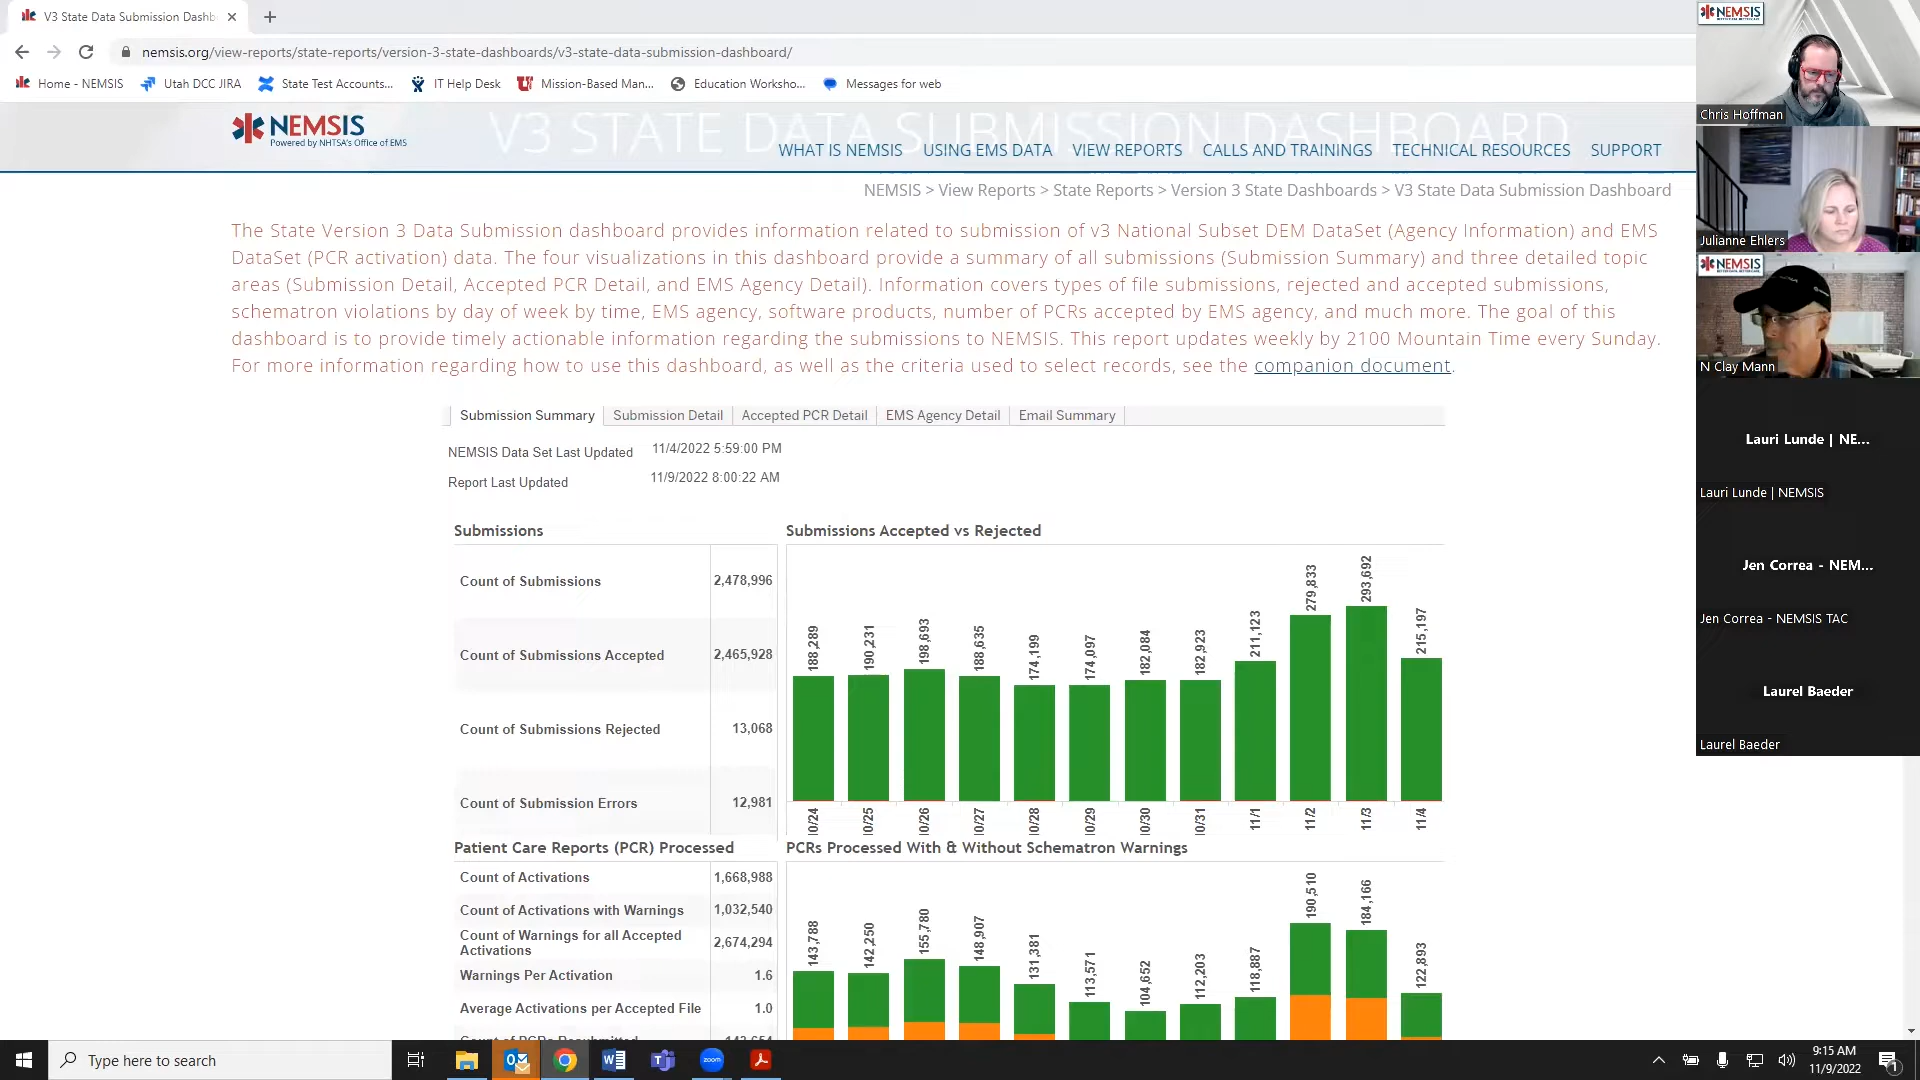 V3 State Data Submission Dashb
nemsis.org/view-reports/state-reports/version-3-state-dashboards/v3-state-data-submission-dashboard/
Home - NEMSIS
Utah DCC JIRA
State Test Accounts...
IT Help Desk
Mission-Based Man...
Education Worksho...
Messages for web
NEMSIS
Powered by NHTSA's Office of EMS
V3 STATE DATA SUBMISSION DASHBOARD
WHAT IS NEMSIS USING EMS DATA VIEW REPORTS CALLS AND TRAININGS TECHNICAL RESOURCES SUPPORT
NEMSIS > View Reports > State Reports > Version 3 State Dashboards > V3 State Data Submission Dashboard
The State Version 3 Data Submission dashboard provides information related to submission of v3 National Subset DEM DataSet (Agency Information) and EMS
DataSet (PCR activation) data. The four visualizations in this dashboard provide a summary of all submissions (Submission Summary) and three detailed topic
areas (Submission Detail, Accepted PCR Detail, and EMS Agency Detail). Information covers types of file submissions, rejected and accepted submissions,
schematron violations by day of week by time, EMS agency, software products, number of PCRs accepted by EMS agency, and much more. The goal of this
dashboard is to provide timely actionable information regarding the submissions to NEMSIS. This report updates weekly by 2100 Mountain Time every Sunday.
For more information regarding how to use this dashboard, as well as the criteria used to select records, see the companion document.
Submission Summary Submission Detail Accepted PCR Detail EMS Agency Detail Email Summary
NEMSIS Data Set Last Updated 11/4/2022 5:59:00 PM
Report Last Updated 11/9/2022 8:00:22 AM
Submissions
Count of Submissions 2,478,996
Count of Submissions Accepted 2,465,928
Count of Submissions Rejected 13,068
Count of Submission Errors 12,981
Submissions Accepted vs Rejected
188,289 190,231 198,693 188,635 174,199 174,097 182,084 182,923 211,123 279,833 293,692 215,197
10/24 10/25 10/26 10/27 10/28 10/29 10/30 10/31 11/1 11/2 11/3 11/4
Patient Care Reports (PCR) Processed
Count of Activations 1,668,988
Count of Activations with Warnings 1,032,540
Count of Warnings for all Accepted
Activations 2,674,294
Warnings Per Activation 1.6
Average Activations per Accepted File 1.0
PCRs Processed With & Without Schematron Warnings
143,788 142,250 155,780 148,907 131,381 113,571 104,652 112,203 118,887 190,510 184,166 122,893
NEMSIS
Chris Hoffman
Julianne Ehlers
NEMSIS
N Clay Mann
Lauri Lunde | NE...
Lauri Lunde | NEMSIS
Jen Correa - NEM...
Jen Correa - NEMSIS TAC
Laurel Baeder
Laurel Baeder
Type here to search
zoom
9:15 AM
11/9/2022
1